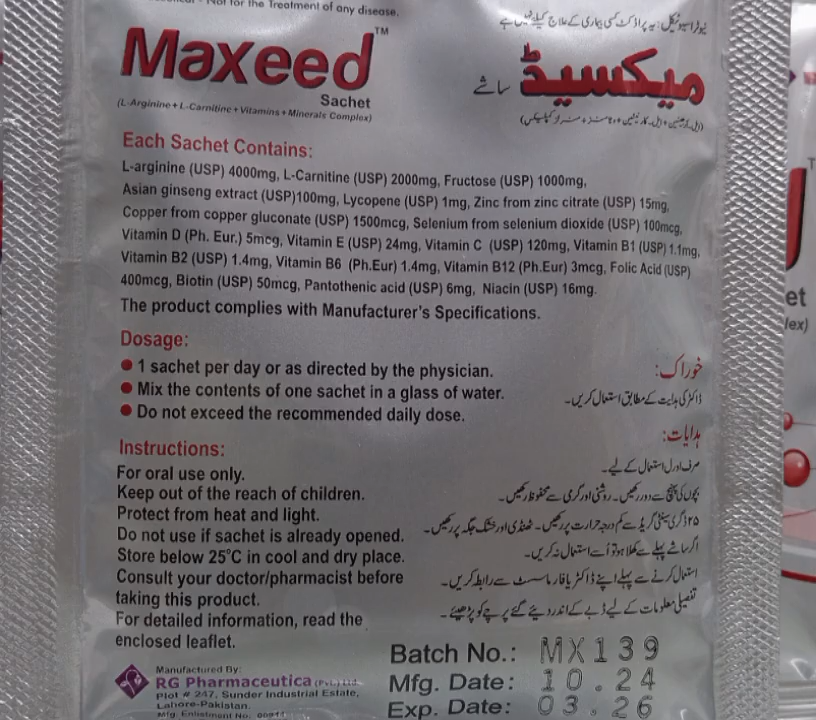 Not for the Treatment of any disease.
نیوٹراسیوٹیکل: یہ پراڈکٹ کسی بیماری کے علاج کیلئے نہیں ہے
Maxeed™
Sachet
(L-Arginine+L-Carnitine+Vitamins+Minerals Complex)
میکسیڈ ساشے
Each Sachet Contains:
L-arginine (USP) 4000mg, L-Carnitine (USP) 2000mg, Fructose (USP) 1000mg,
Asian ginseng extract (USP)100mg, Lycopene (USP) 1mg, Zinc from zinc citrate (USP) 15mg,
Copper from copper gluconate (USP) 1500mcg, Selenium from selenium dioxide (USP) 100mcg,
Vitamin D (Ph. Eur.) 5mcg, Vitamin E (USP) 24mg, Vitamin C (USP) 120mg, Vitamin B1 (USP) 1.1mg,
Vitamin B2 (USP) 1.4mg, Vitamin B6 (Ph.Eur) 1.4mg, Vitamin B12 (Ph.Eur) 3mcg, Folic Acid (USP)
400mcg, Biotin (USP) 50mcg, Pantothenic acid (USP) 6mg, Niacin (USP) 16mg.
The product complies with Manufacturer's Specifications.
Dosage:
● 1 sachet per day or as directed by the physician.
● Mix the contents of one sachet in a glass of water.
● Do not exceed the recommended daily dose.
خوراک:
ڈاکٹر کی ہدایت کے مطابق استعمال کریں۔
Instructions:
For oral use only.
Keep out of the reach of children.
Protect from heat and light.
Do not use if sachet is already opened.
Store below 25°C in cool and dry place.
Consult your doctor/pharmacist before
taking this product.
For detailed information, read the
enclosed leaflet.
ہدایات:
صرف اورل استعمال کے لیے۔
بچوں کی پہنچ سے دور رکھیں۔ روشنی اور گرمی سے محفوظ رکھیں۔
۲۵ ڈگری سینٹی گریڈ سے کم درجہ حرارت پر رکھیں۔ ٹھنڈی اور خشک جگہ پر رکھیں۔
اگر ساشے پہلے سے کھلا ہو تو اُسے استعمال نہ کریں۔
استعمال کرنے سے پہلے اپنے ڈاکٹر یا فارماسسٹ سے رابطہ کریں۔
تفصیلی معلومات کے لیے ڈبے کے اندر دیئے گئے پرچے کو پڑھیئے۔
Manufactured By:
RG Pharmaceutica (Pvt.) Ltd.
Plot # 247, Sunder Industrial Estate,
Lahore-Pakistan.
Mfg. Enlistment No.
Batch No.: MX139
Mfg. Date: 10.24
Exp. Date: 03.26
et
lex)